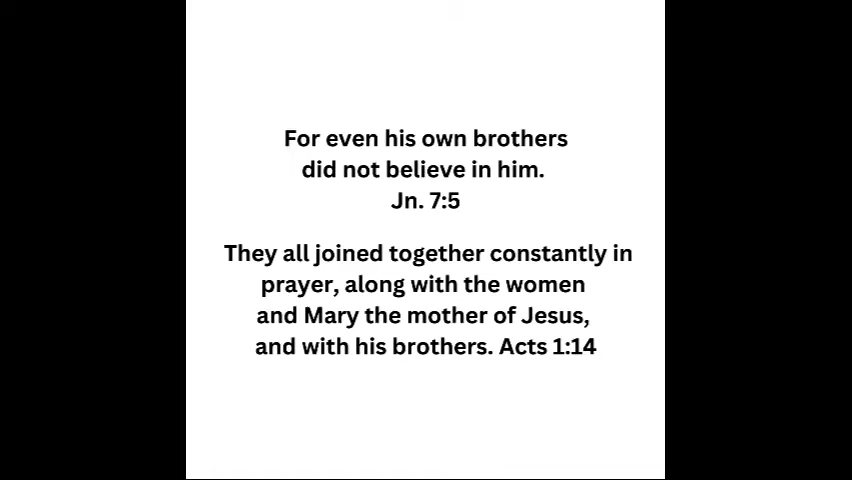 For even his own brothers
did not believe in him.
Jn. 7:5
They all joined together constantly in
prayer, along with the women
and Mary the mother of Jesus,
and with his brothers. Acts 1:14